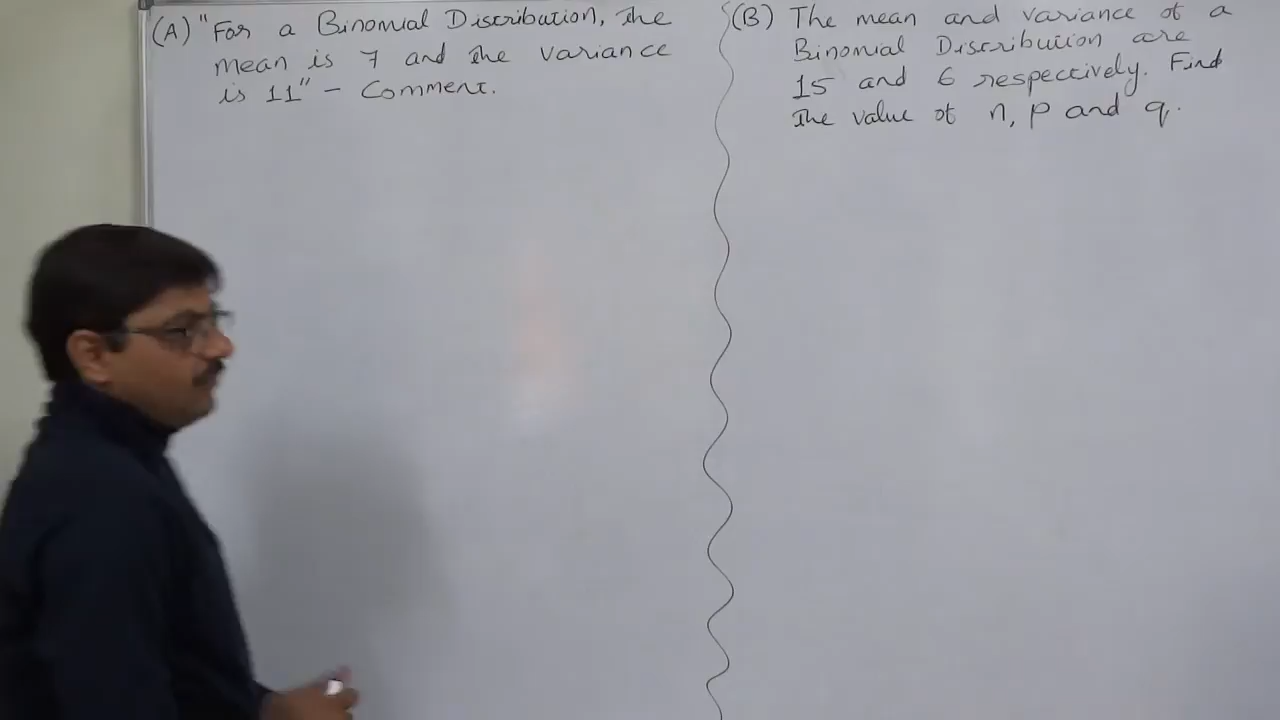 (A) "For a Binomial Distribution, the
mean is 7 and the variance
is 11" - Comment.
(B) The mean and variance of a
Binomial Distribution are
15 and 6 respectively. Find
the value of n, p and q.